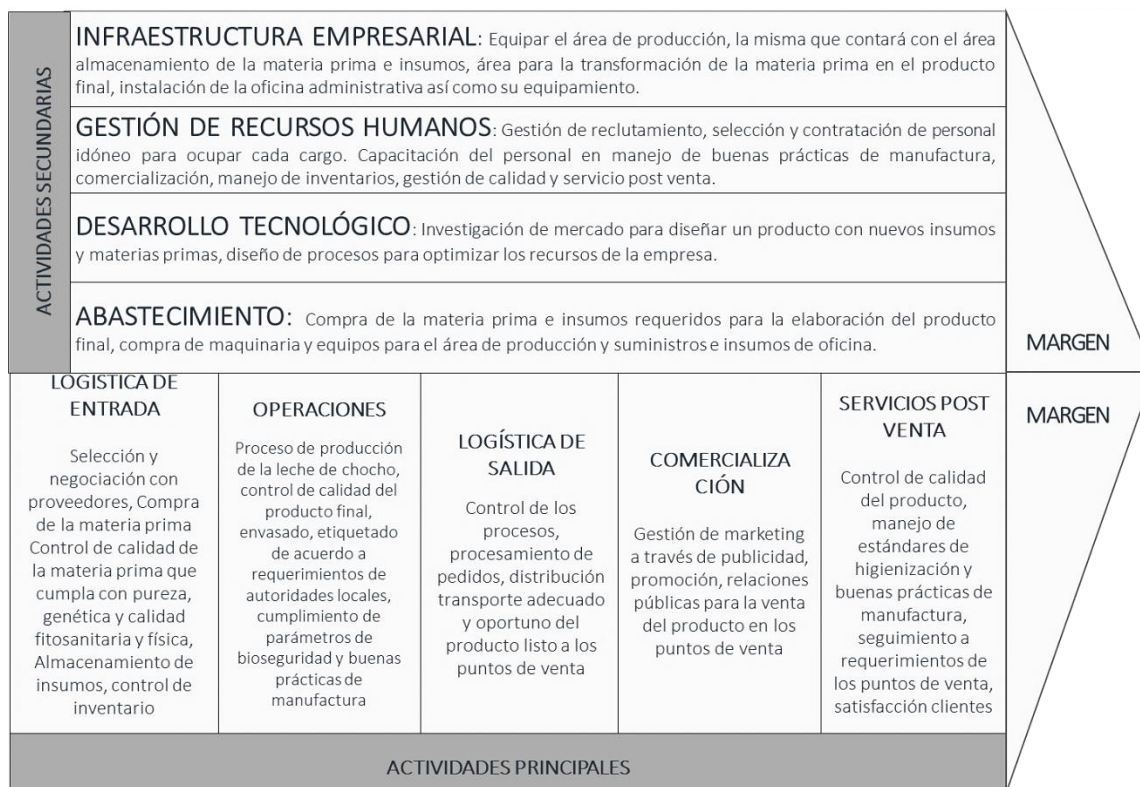 ACTIVIDADES SECUNDARIAS
INFRAESTRUCTURA EMPRESARIAL: Equipar el área de producción, la misma que contará con el área
almacenamiento de la materia prima e insumos, área para la transformación de la materia prima en el producto
final, instalación de la oficina administrativa así como su equipamiento.
GESTIÓN DE RECURSOS HUMANOS: Gestión de reclutamiento, selección y contratación de personal
idóneo para ocupar cada cargo. Capacitación del personal en manejo de buenas prácticas de manufactura,
comercialización, manejo de inventarios, gestión de calidad y servicio post venta.
DESARROLLO TECNOLÓGICO: Investigación de mercado para diseñar un producto con nuevos insumos
y materias primas, diseño de procesos para optimizar los recursos de la empresa.
ABASTECIMIENTO: Compra de la materia prima e insumos requeridos para la elaboración del producto
final, compra de maquinaria y equipos para el área de producción y suministros e insumos de oficina.
MARGEN
LOGISTICA DE
ENTRADA
Selección y
negociación con
proveedores, Compra
de la materia prima
Control de calidad de
la materia prima que
cumpla con pureza,
genética y calidad
fitosanitaria y física,
Almacenamiento de
insumos, control de
inventario
OPERACIONES
Proceso de producción
de la leche de chocho,
control de calidad del
producto final,
envasado, etiquetado
de acuerdo a
requerimientos de
autoridades locales,
cumplimiento de
parámetros de
bioseguridad y buenas
prácticas de
manufactura
LOGÍSTICA DE
SALIDA
Control de los
procesos,
procesamiento de
pedidos, distribución
transporte adecuado
y oportuno del
producto listo a los
puntos de venta
COMERCIALIZA
CIÓN
Gestión de marketing
a través de publicidad,
promoción, relaciones
públicas para la venta
del producto en los
puntos de venta
SERVICIOS POST
VENTA
Control de calidad
del producto,
manejo de
estándares de
higienización y
buenas prácticas de
manufactura,
seguimiento a
requerimientos de
los puntos de venta,
satisfacción clientes
MARGEN
ACTIVIDADES PRINCIPALES